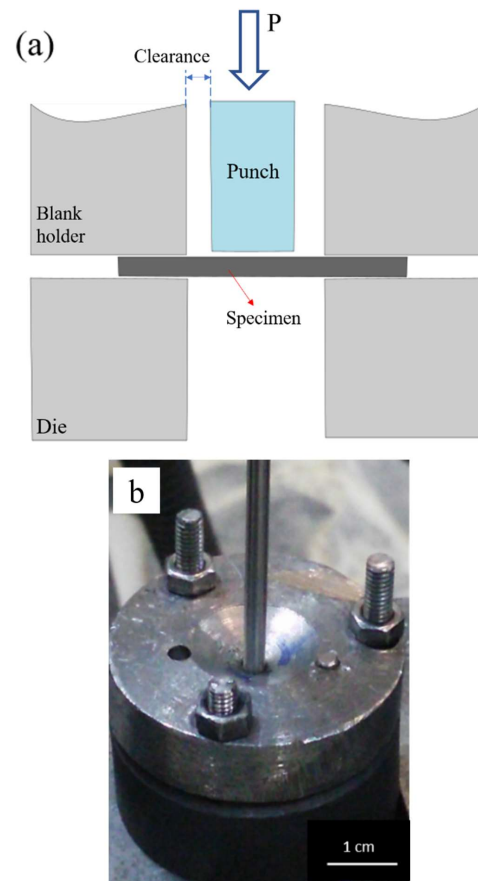 (a)
P
Clearance
Punch
Blank
holder
Specimen
Die
b
1 cm